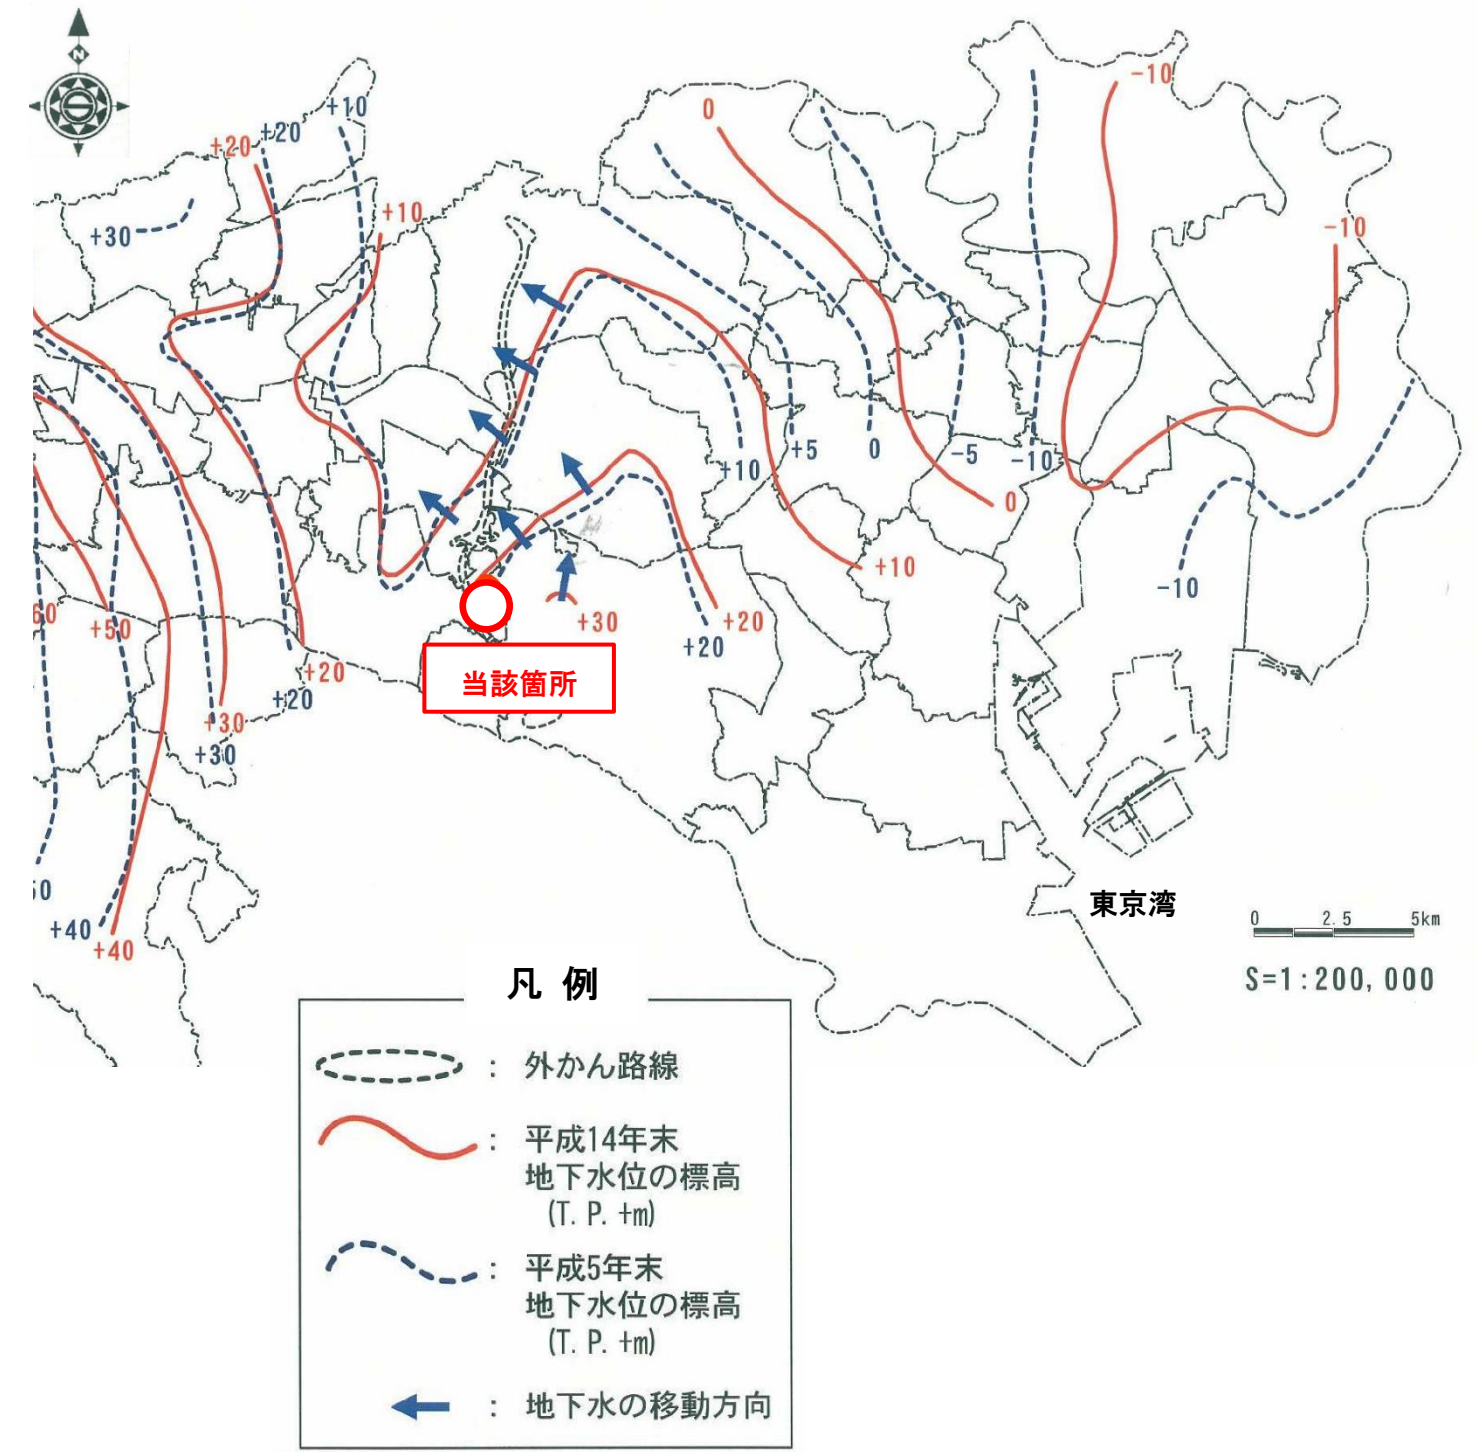 N
-10
+10
0
+20
+20
+10
-10
+30
+10
+5
0
-5
-10
+10
0
+10
-10
60
+50
+30
+20
+20
+20
+20
当該箇所
+30
+30
50
+40
+40
東京湾
0 2.5 5km
S=1:200,000
凡 例
: 外かん路線
: 平成14年末
地下水位の標高
(T. P. +m)
: 平成5年末
地下水位の標高
(T. P. +m)
: 地下水の移動方向